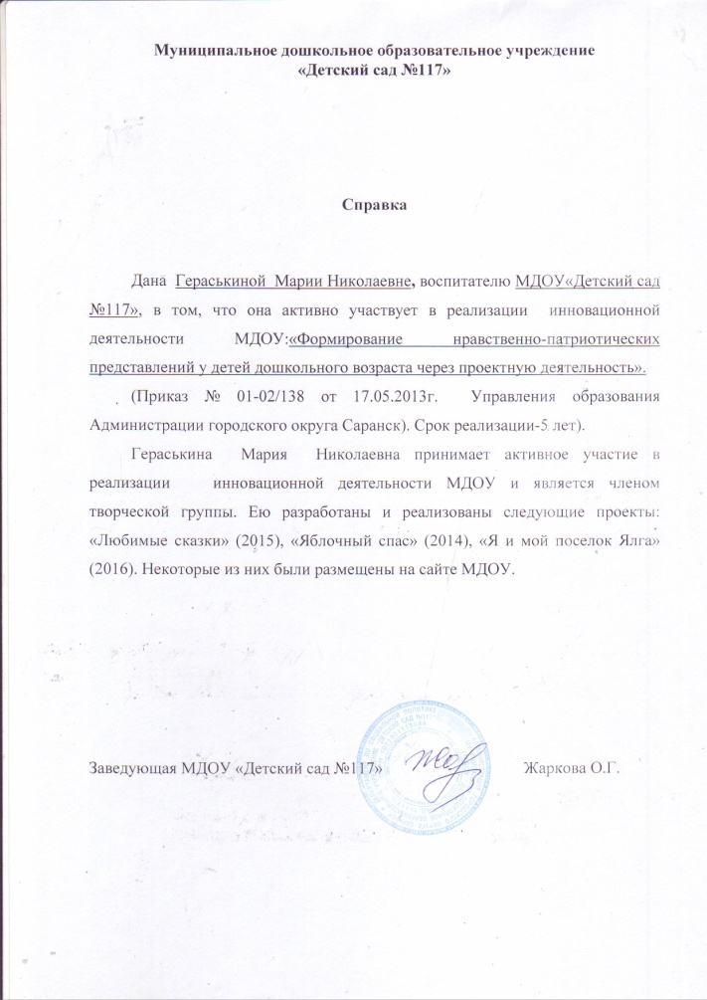 Муниципальное дошкольное образовательное учреждение
«Детский сад №117»
Справка
Дана Гераськиной Марии Николаевне, воспитателю МДОУ«Детский сад
№117», в том, что она активно участвует в реализации инновационной
деятельности МДОУ:«Формирование нравственно-патриотических
представлений у детей дошкольного возраста через проектную деятельность».
(Приказ № 01-02/138 от 17.05.2013г. Управления образования
Администрации городского округа Саранск). Срок реализации-5 лет).
Гераськина Мария Николаевна принимает активное участие в
реализации инновационной деятельности МДОУ и является членом
творческой группы. Ею разработаны и реализованы следующие проекты:
«Любимые сказки» (2015), «Яблочный спас» (2014), «Я и мой поселок Ялга»
(2016). Некоторые из них были размещены на сайте МДОУ.
Заведующая МДОУ «Детский сад №117» Жаркова О.Г.